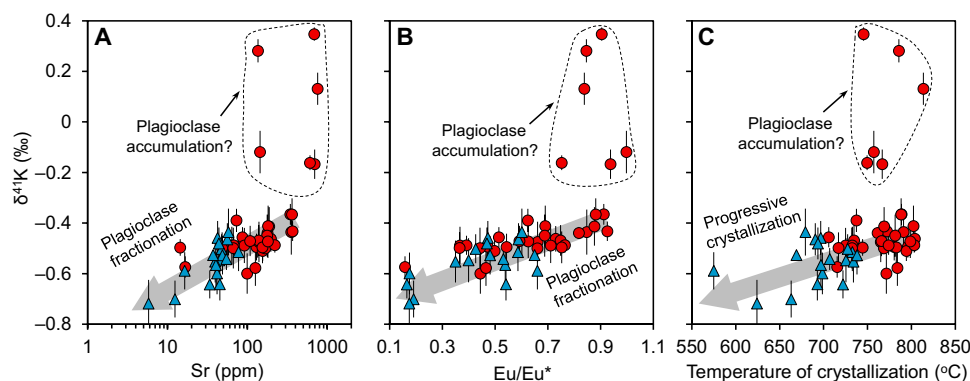 A
B
C
0.4
0.2
0
–0.2
–0.4
–0.6
–0.8
δ⁴¹K (‰)
Plagioclase
accumulation?
Plagioclase
fractionation
1
10
100
1000
Sr (ppm)
Plagioclase
accumulation?
Plagioclase
fractionation
0.1
0.3
0.5
0.7
0.9
1.1
Eu/Eu*
Plagioclase
accumulation?
Progressive
crystallization
550
600
650
700
750
800
850
Temperature of crystallization (°C)